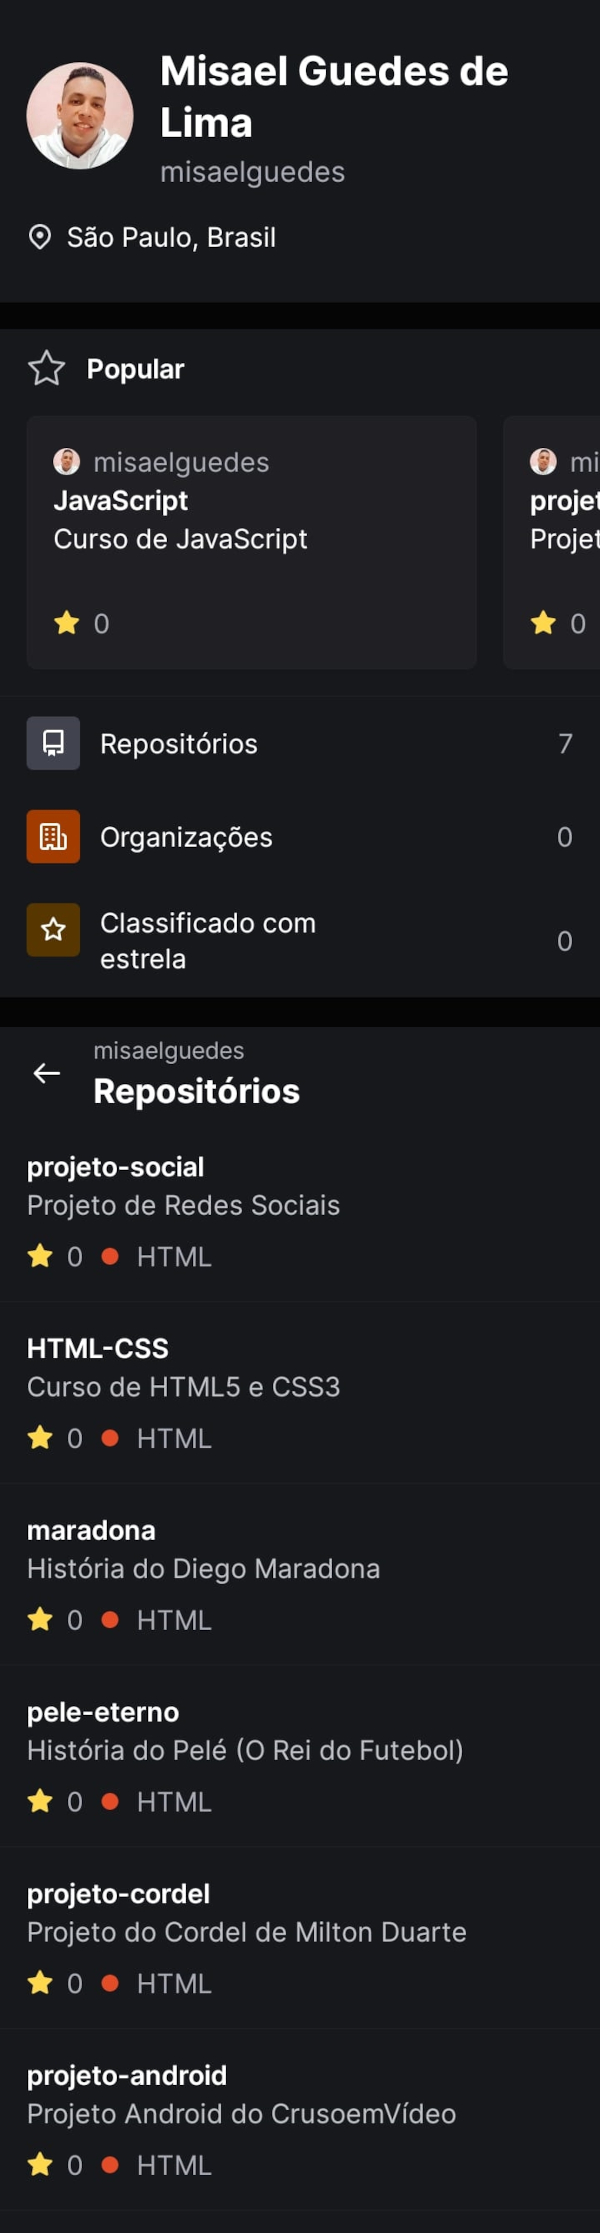 Misael Guedes de
Lima
misaelguedes
São Paulo, Brasil
Popular
misaelguedes
JavaScript
Curso de JavaScript
0
mi
projet
Projet
0
Repositórios 7
Organizações 0
Classificado com
estrela 0
misaelguedes
Repositórios
projeto-social
Projeto de Redes Sociais
0 HTML
HTML-CSS
Curso de HTML5 e CSS3
0 HTML
maradona
História do Diego Maradona
0 HTML
pele-eterno
História do Pelé (O Rei do Futebol)
0 HTML
projeto-cordel
Projeto do Cordel de Milton Duarte
0 HTML
projeto-android
Projeto Android do CrusoemVídeo
0 HTML